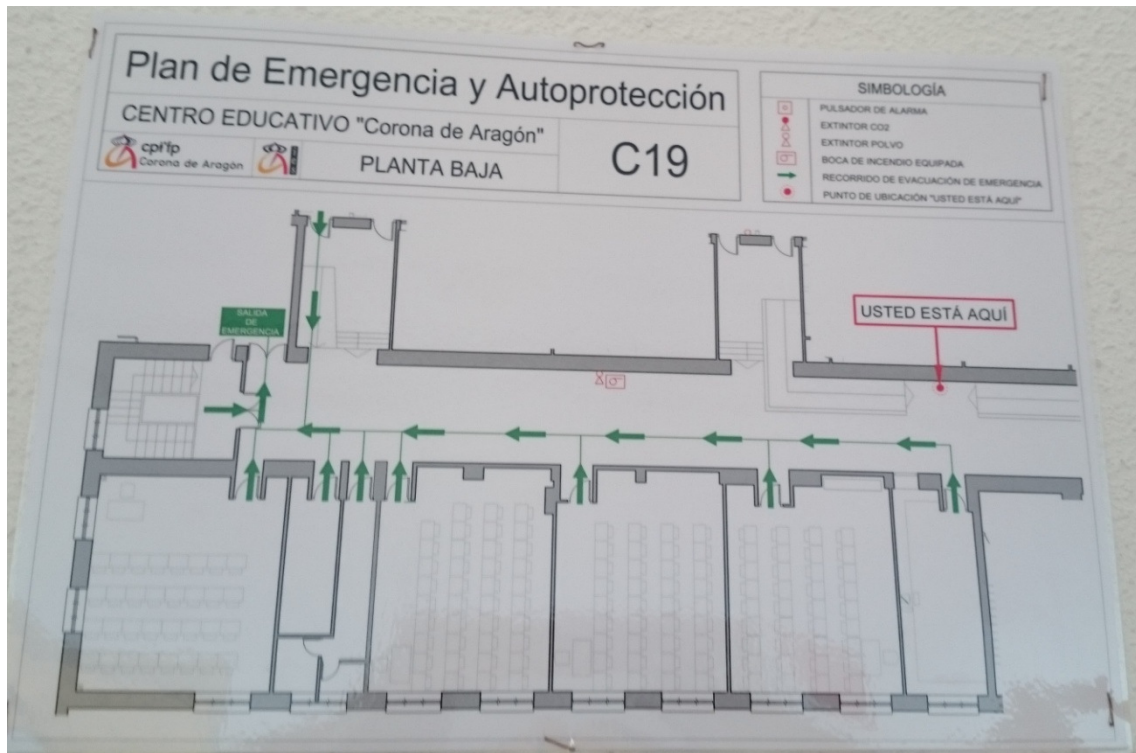 Plan de Emergencia y Autoprotección
CENTRO EDUCATIVO "Corona de Aragón"
cpi'fp
Corona de Aragón
PLANTA BAJA
C19
SIMBOLOGÍA
PULSADOR DE ALARMA
EXTINTOR CO2
EXTINTOR POLVO
BOCA DE INCENDIO EQUIPADA
RECORRIDO DE EVACUACIÓN DE EMERGENCIA
PUNTO DE UBICACIÓN "USTED ESTÁ AQUÍ"
SALIDA
DE
EMERGENCIA
USTED ESTÁ AQUÍ